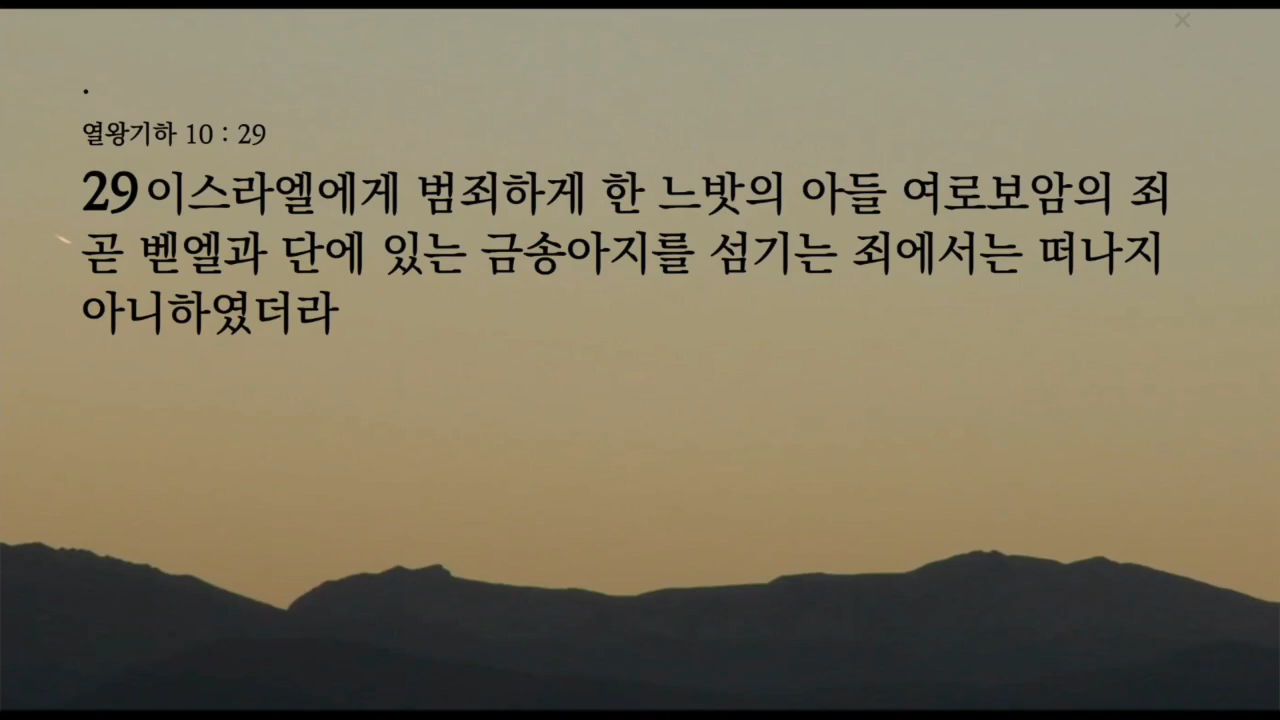 .
열왕기하 10 : 29
29 이스라엘에게 범죄하게 한 느밧의 아들 여로보암의 죄
곧 벧엘과 단에 있는 금송아지를 섬기는 죄에서는 떠나지
아니하였더라